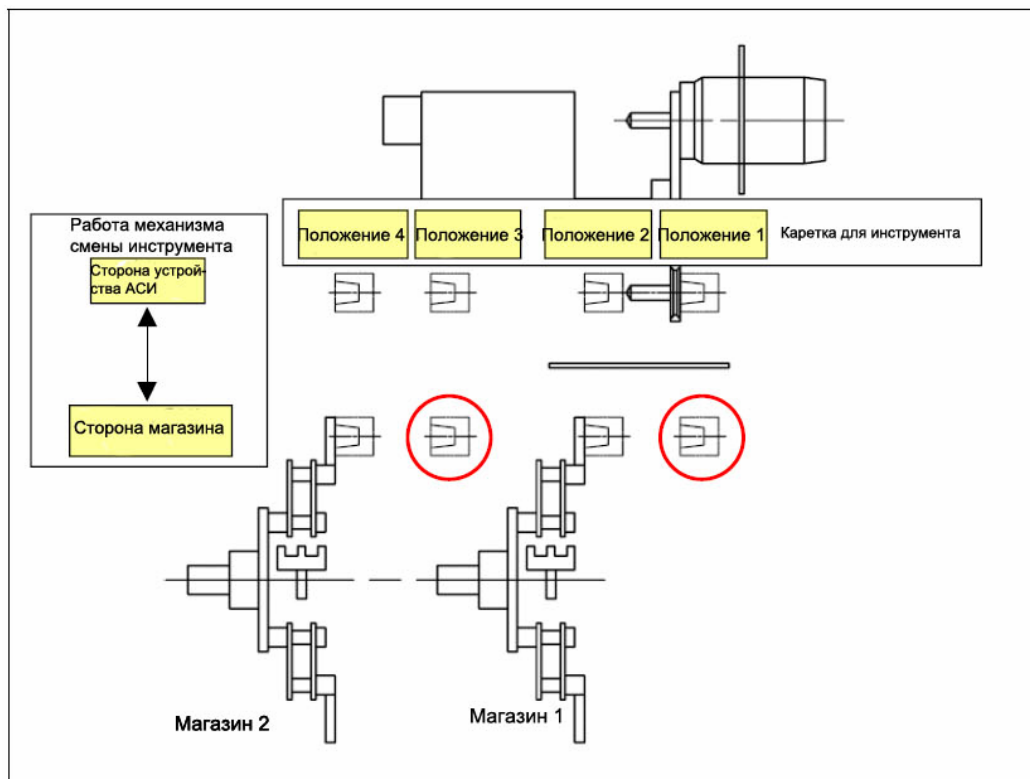 Положение 4
Положение 3
Положение 2
Положение 1
Каретка для инструмента
Работа механизма
смены инструмента
Сторона устрой-
ства АСИ
Сторона магазина
Магазин 2
Магазин 1